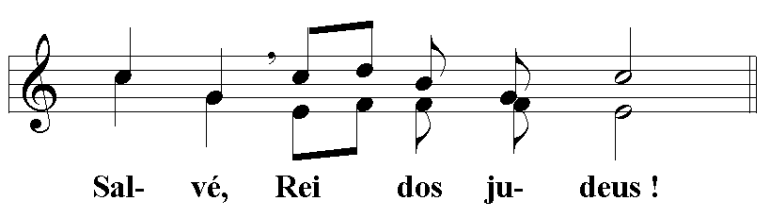 Sal- vé, Rei dos ju- deus !